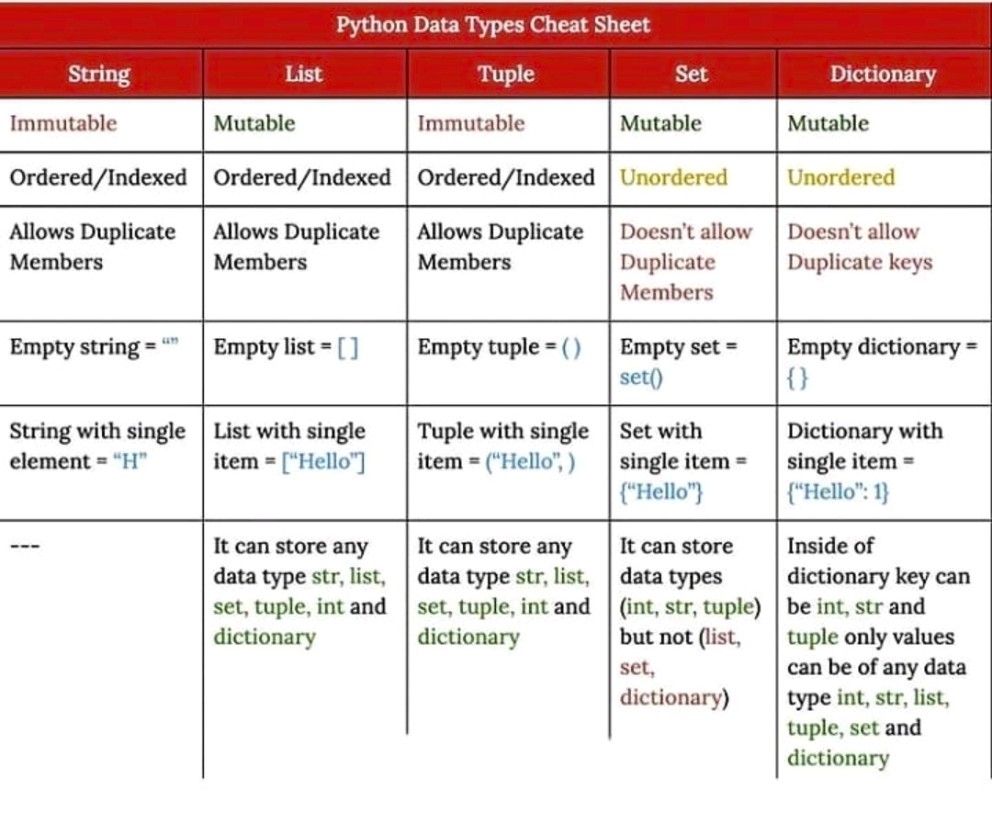 Python Data Types Cheat Sheet
String
List
Tuple
Set
Dictionary
Immutable
Mutable
Immutable
Mutable
Mutable
Ordered/Indexed
Ordered/Indexed
Ordered/Indexed
Unordered
Unordered
Allows Duplicate
Members
Allows Duplicate
Members
Allows Duplicate
Members
Doesn't allow
Duplicate
Members
Doesn't allow
Duplicate keys
Empty string = “”
Empty list = [ ]
Empty tuple = ( )
Empty set =
set()
Empty dictionary =
{ }
String with single
element = “H”
List with single
item = [“Hello”]
Tuple with single
item = (“Hello”, )
Set with
single item =
{“Hello”}
Dictionary with
single item =
{“Hello”: 1}
---
It can store any
data type str, list,
set, tuple, int and
dictionary
It can store any
data type str, list,
set, tuple, int and
dictionary
It can store
data types
(int, str, tuple)
but not (list,
set,
dictionary)
Inside of
dictionary key can
be int, str and
tuple only values
can be of any data
type int, str, list,
tuple, set and
dictionary